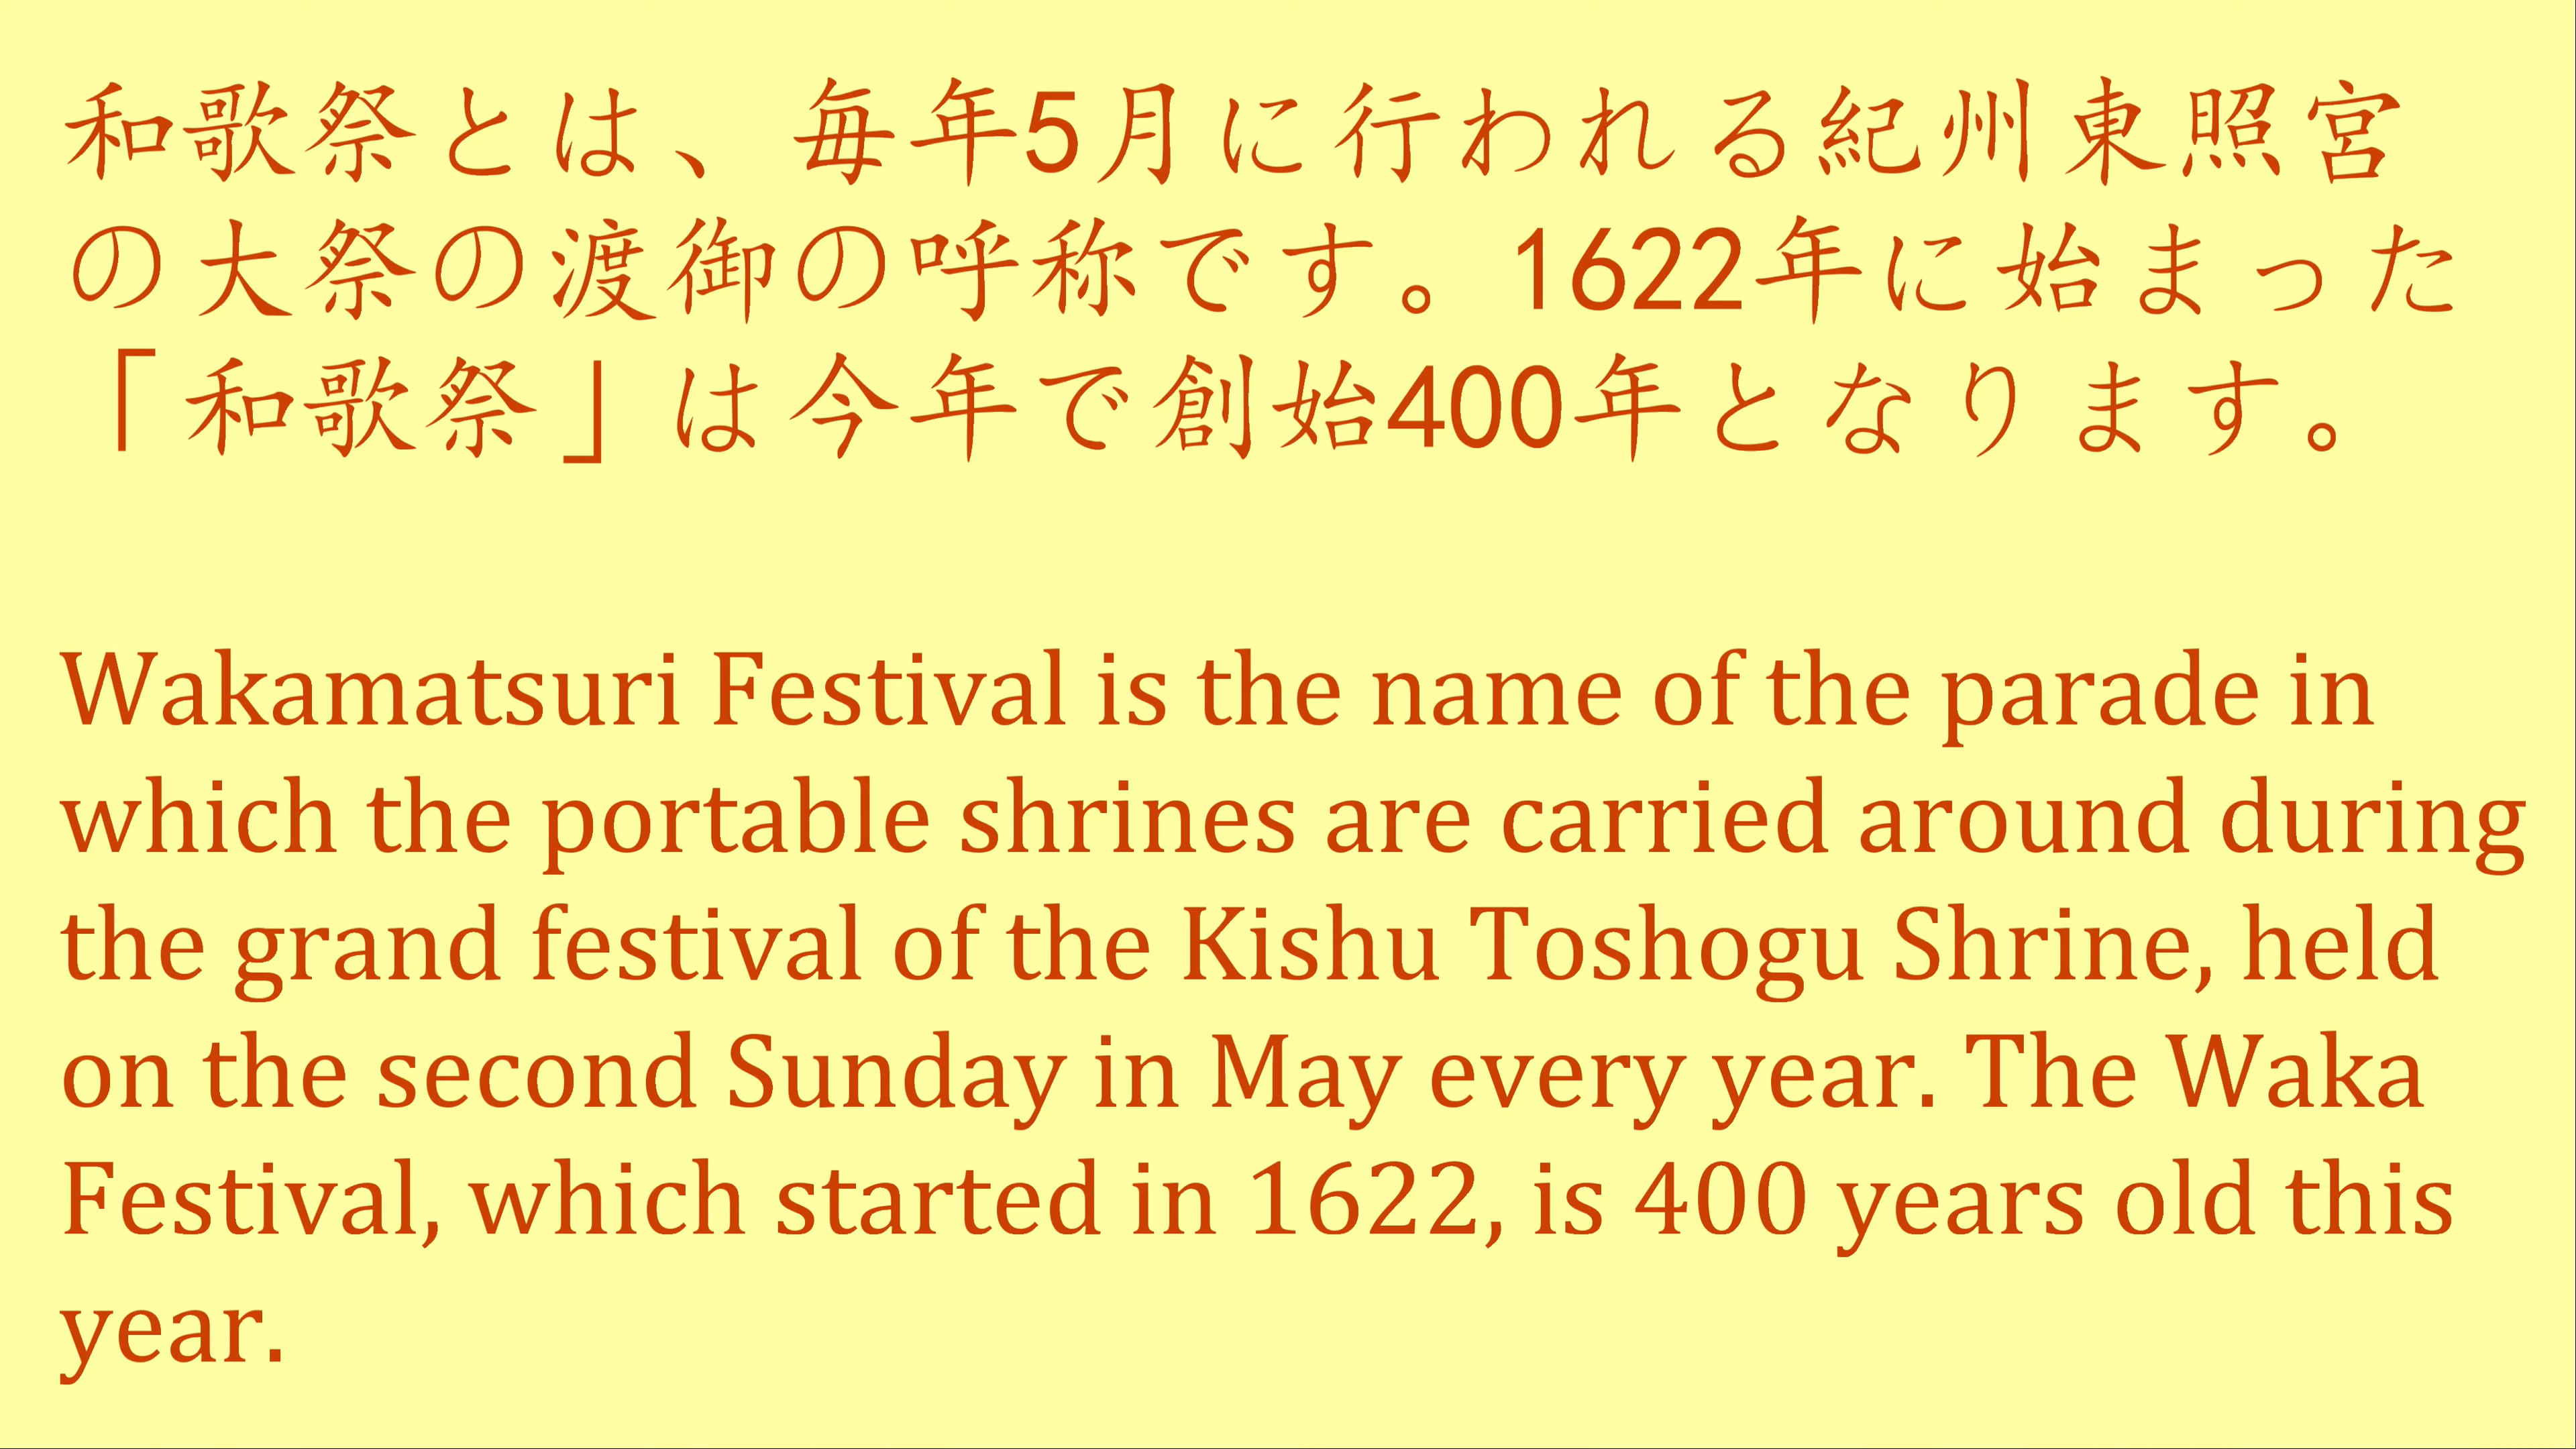 和歌祭とは、毎年5月に行われる紀州東照宮
の大祭の渡御の呼称です。1622年に始まった
「和歌祭」は今年で創始400年となります。
Wakamatsuri Festival is the name of the parade in
which the portable shrines are carried around during
the grand festival of the Kishu Toshogu Shrine, held
on the second Sunday in May every year. The Waka
Festival, which started in 1622, is 400 years old this
year.